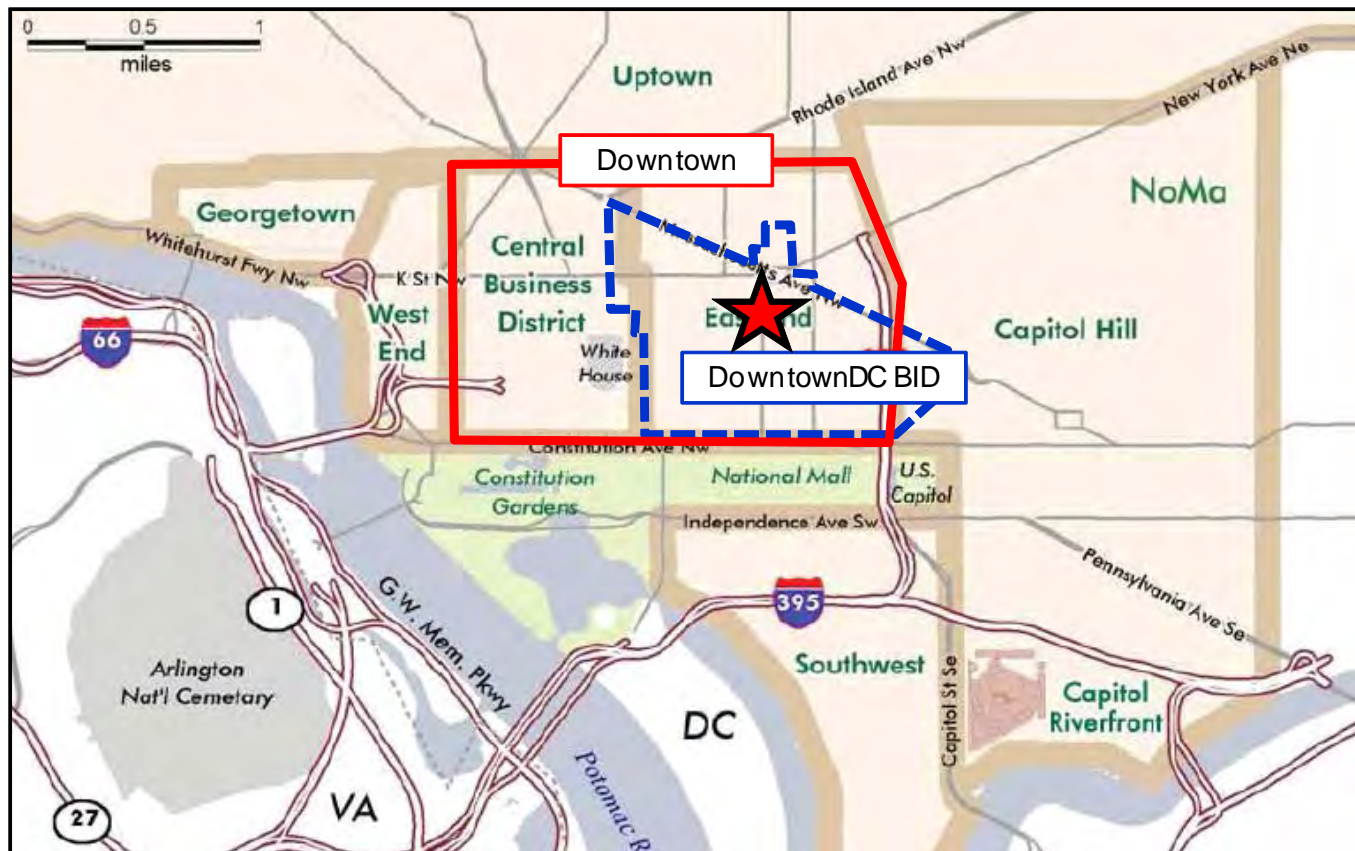 0 0.5 1
miles
Uptown
Rhode Island Ave Nw
New York Ave Ne
Downtown
NoMa
Georgetown
Whitehurst Fwy Nw
K St Nw
Central
Business
District
Ave Nw
West
End
66
White
House
Capitol Hill
DowntownDC BID
Constitution Ave Nw
Constitution
Gardens
National Mall
U.S.
Capitol
Independence Ave Sw
Pennsylvania Ave Se
1
G.W. Mem. Pkwy
395
Arlington
Nat'l Cemetary
Southwest
Capitol St Se
Capitol
Riverfront
DC
Potomac R
VA
27